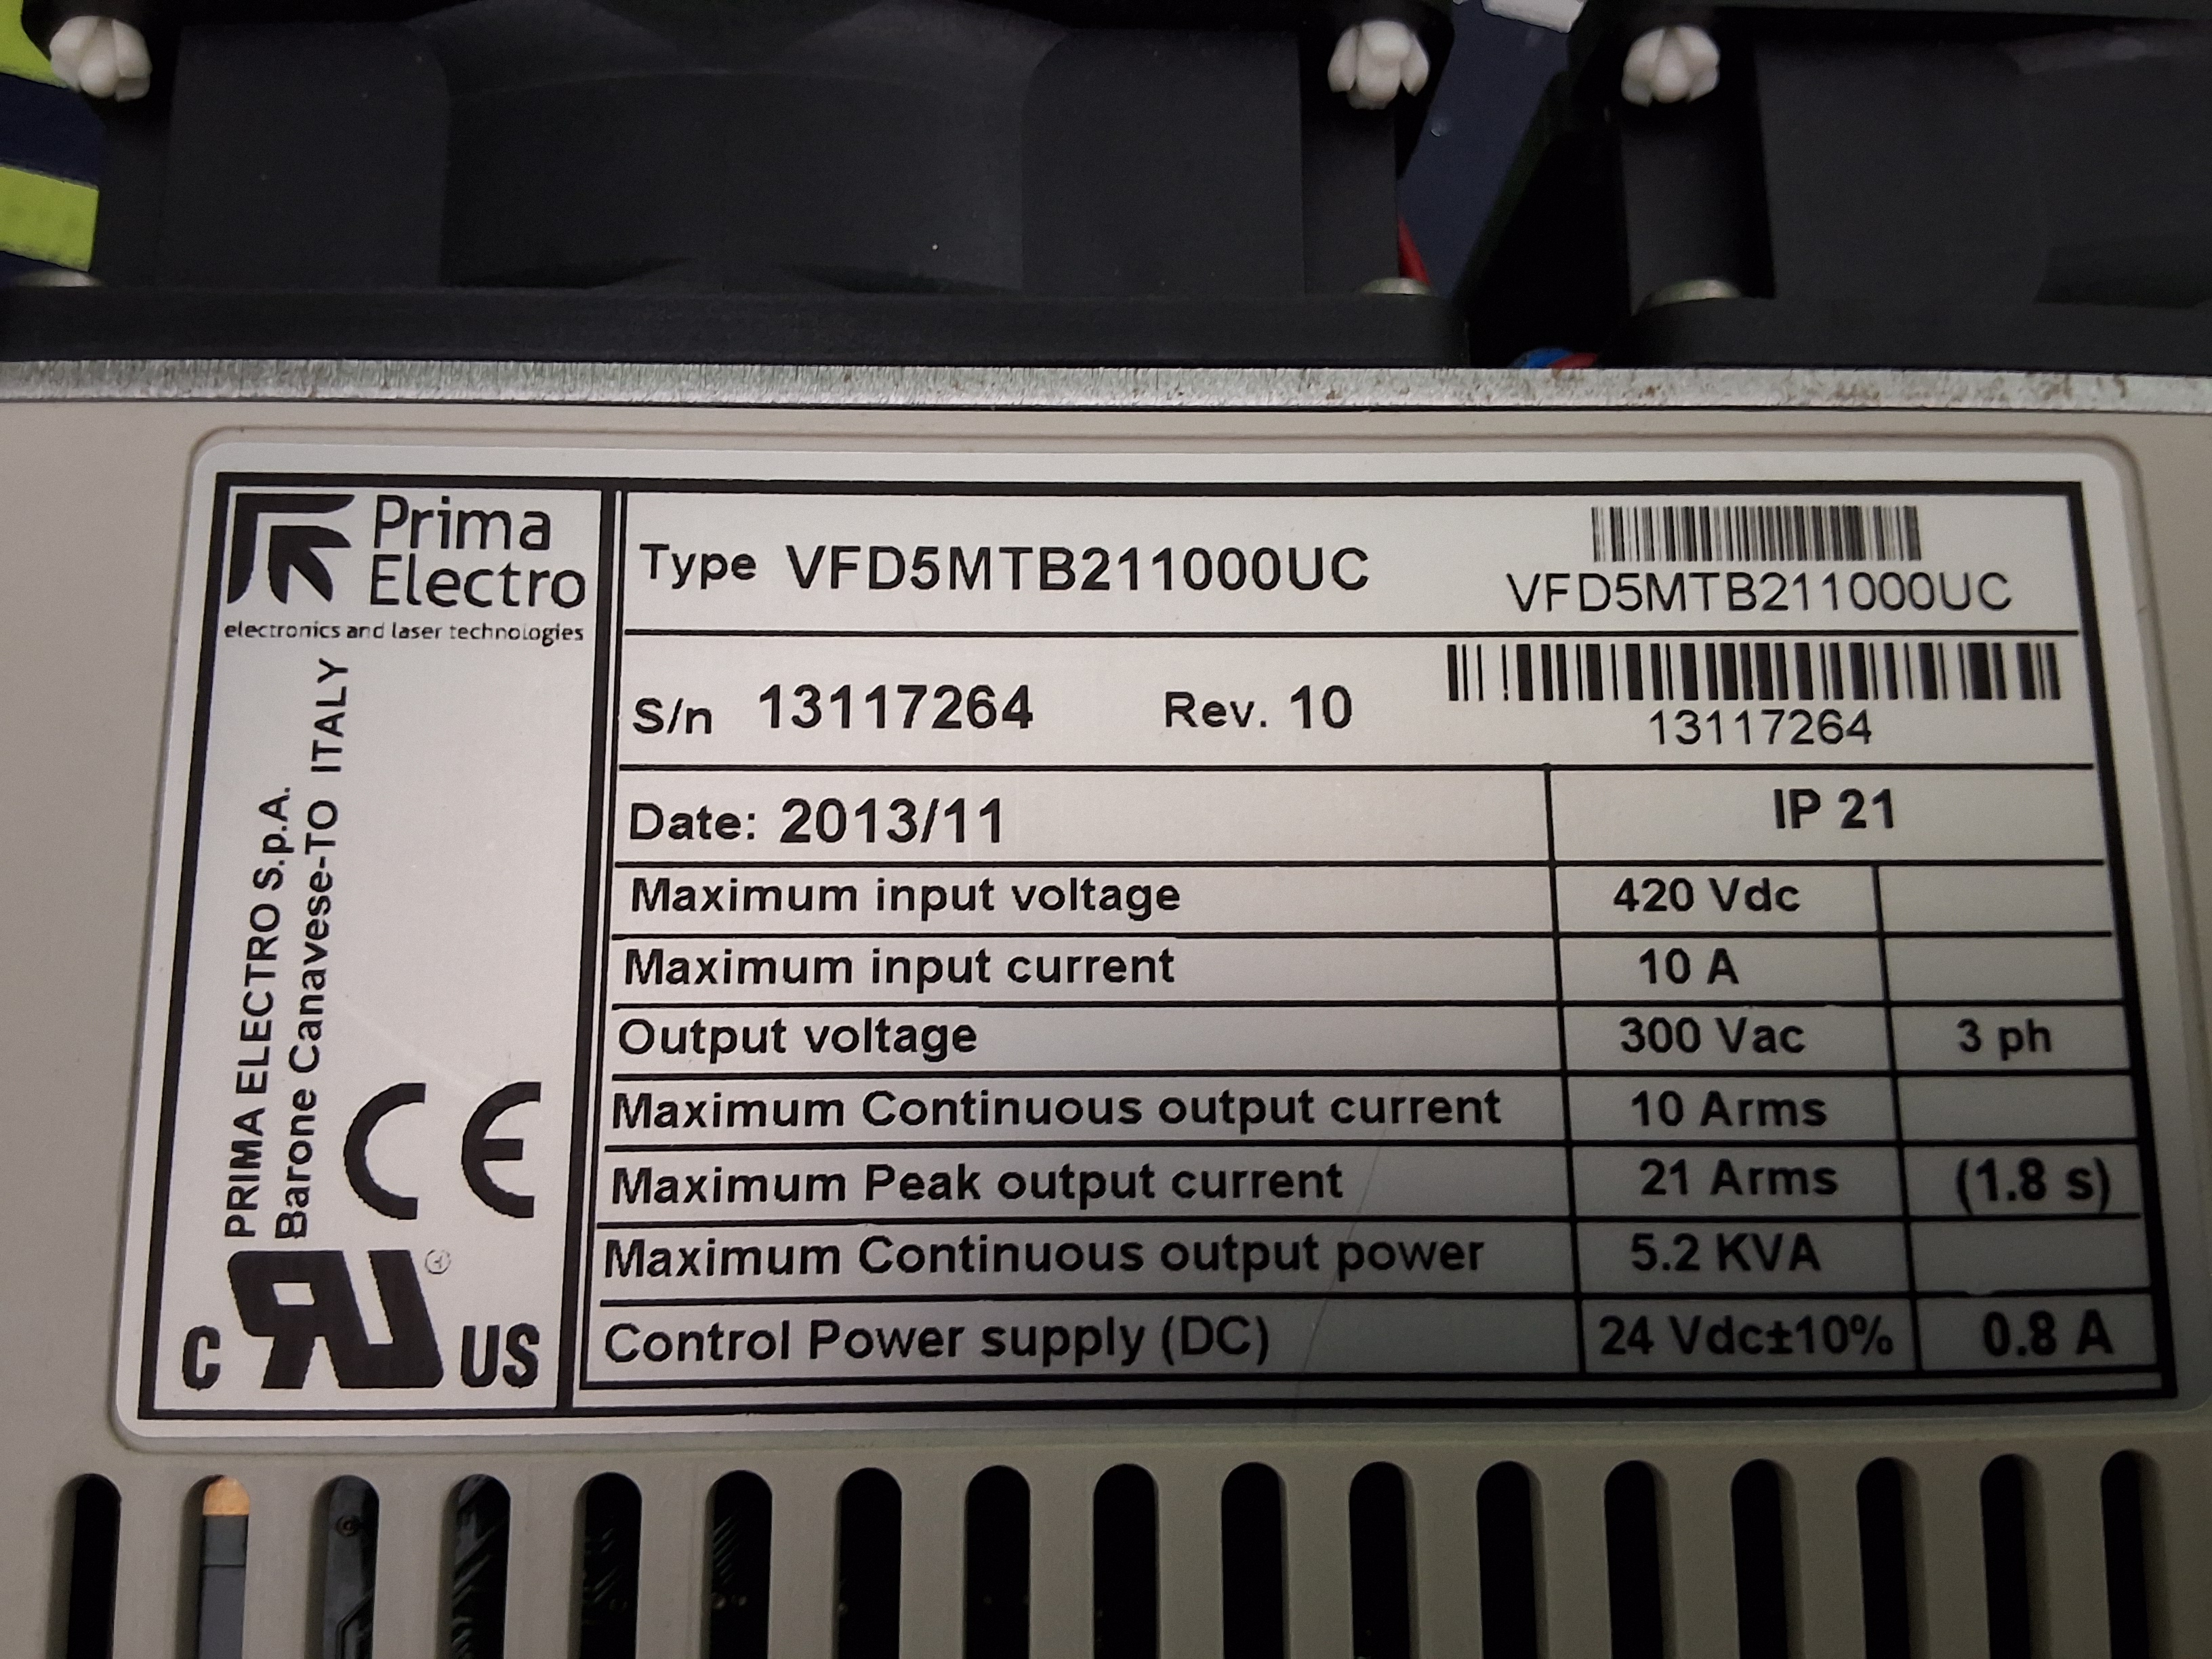 Prima
Electro
electronics and laser technologies
PRIMA ELECTRO S.p.A.
Barone Canavese-TO ITALY
CE
C RU ® US
Type VFD5MTB211000UC
VFD5MTB211000UC
S/n 13117264 Rev. 10
13117264
Date: 2013/11 IP 21
Maximum input voltage 420 Vdc
Maximum input current 10 A
Output voltage 300 Vac 3 ph
Maximum Continuous output current 10 Arms
Maximum Peak output current 21 Arms (1.8 s)
Maximum Continuous output power 5.2 KVA
Control Power supply (DC) 24 Vdc±10% 0.8 A